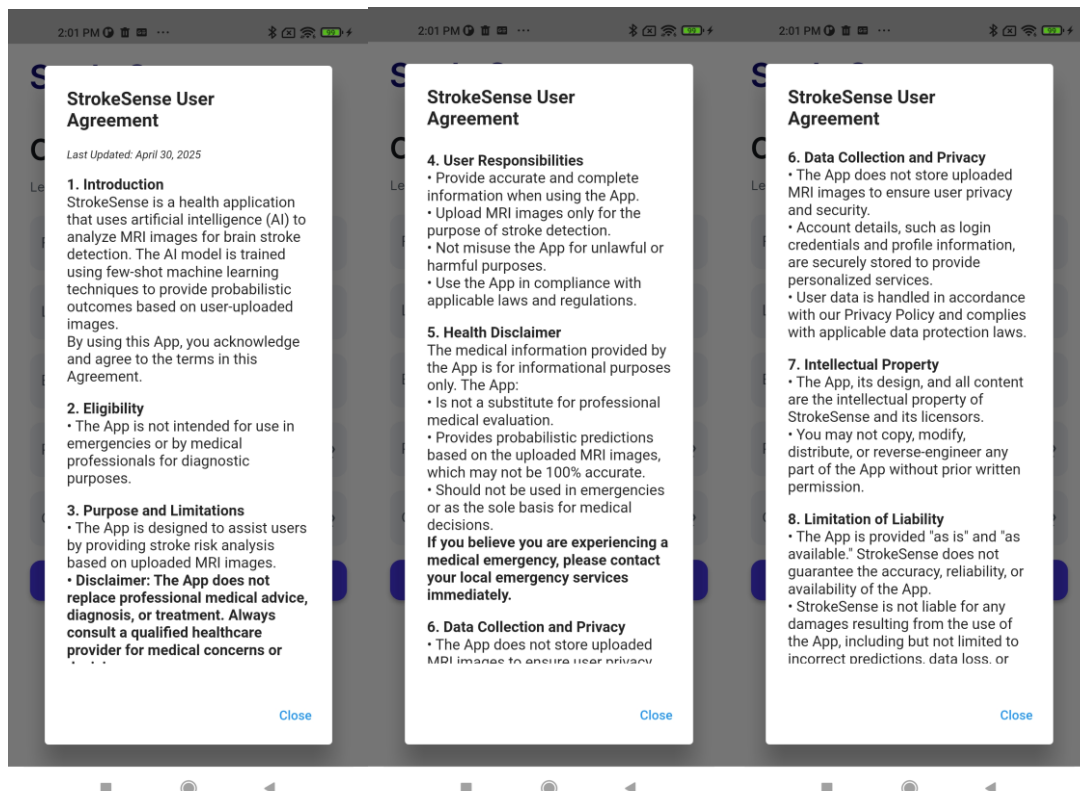 2:01 PM
99
StrokeSense User
Agreement
Last Updated: April 30, 2025
1. Introduction
StrokeSense is a health application
that uses artificial intelligence (AI) to
analyze MRI images for brain stroke
detection. The AI model is trained
using few-shot machine learning
techniques to provide probabilistic
outcomes based on user-uploaded
images.
By using this App, you acknowledge
and agree to the terms in this
Agreement.
2. Eligibility
• The App is not intended for use in
emergencies or by medical
professionals for diagnostic
purposes.
3. Purpose and Limitations
• The App is designed to assist users
by providing stroke risk analysis
based on uploaded MRI images.
• Disclaimer: The App does not
replace professional medical advice,
diagnosis, or treatment. Always
consult a qualified healthcare
provider for medical concerns or
Close
2:01 PM
99
StrokeSense User
Agreement
4. User Responsibilities
• Provide accurate and complete
information when using the App.
• Upload MRI images only for the
purpose of stroke detection.
• Not misuse the App for unlawful or
harmful purposes.
• Use the App in compliance with
applicable laws and regulations.
5. Health Disclaimer
The medical information provided by
the App is for informational purposes
only. The App:
• Is not a substitute for professional
medical evaluation.
• Provides probabilistic predictions
based on the uploaded MRI images,
which may not be 100% accurate.
• Should not be used in emergencies
or as the sole basis for medical
decisions.
If you believe you are experiencing a
medical emergency, please contact
your local emergency services
immediately.
6. Data Collection and Privacy
• The App does not store uploaded
MRI images to ensure user privacy
Close
2:01 PM
99
StrokeSense User
Agreement
6. Data Collection and Privacy
• The App does not store uploaded
MRI images to ensure user privacy
and security.
• Account details, such as login
credentials and profile information,
are securely stored to provide
personalized services.
• User data is handled in accordance
with our Privacy Policy and complies
with applicable data protection laws.
7. Intellectual Property
• The App, its design, and all content
are the intellectual property of
StrokeSense and its licensors.
• You may not copy, modify,
distribute, or reverse-engineer any
part of the App without prior written
permission.
8. Limitation of Liability
• The App is provided "as is" and "as
available." StrokeSense does not
guarantee the accuracy, reliability, or
availability of the App.
• StrokeSense is not liable for any
damages resulting from the use of
the App, including but not limited to
incorrect predictions, data loss, or
Close